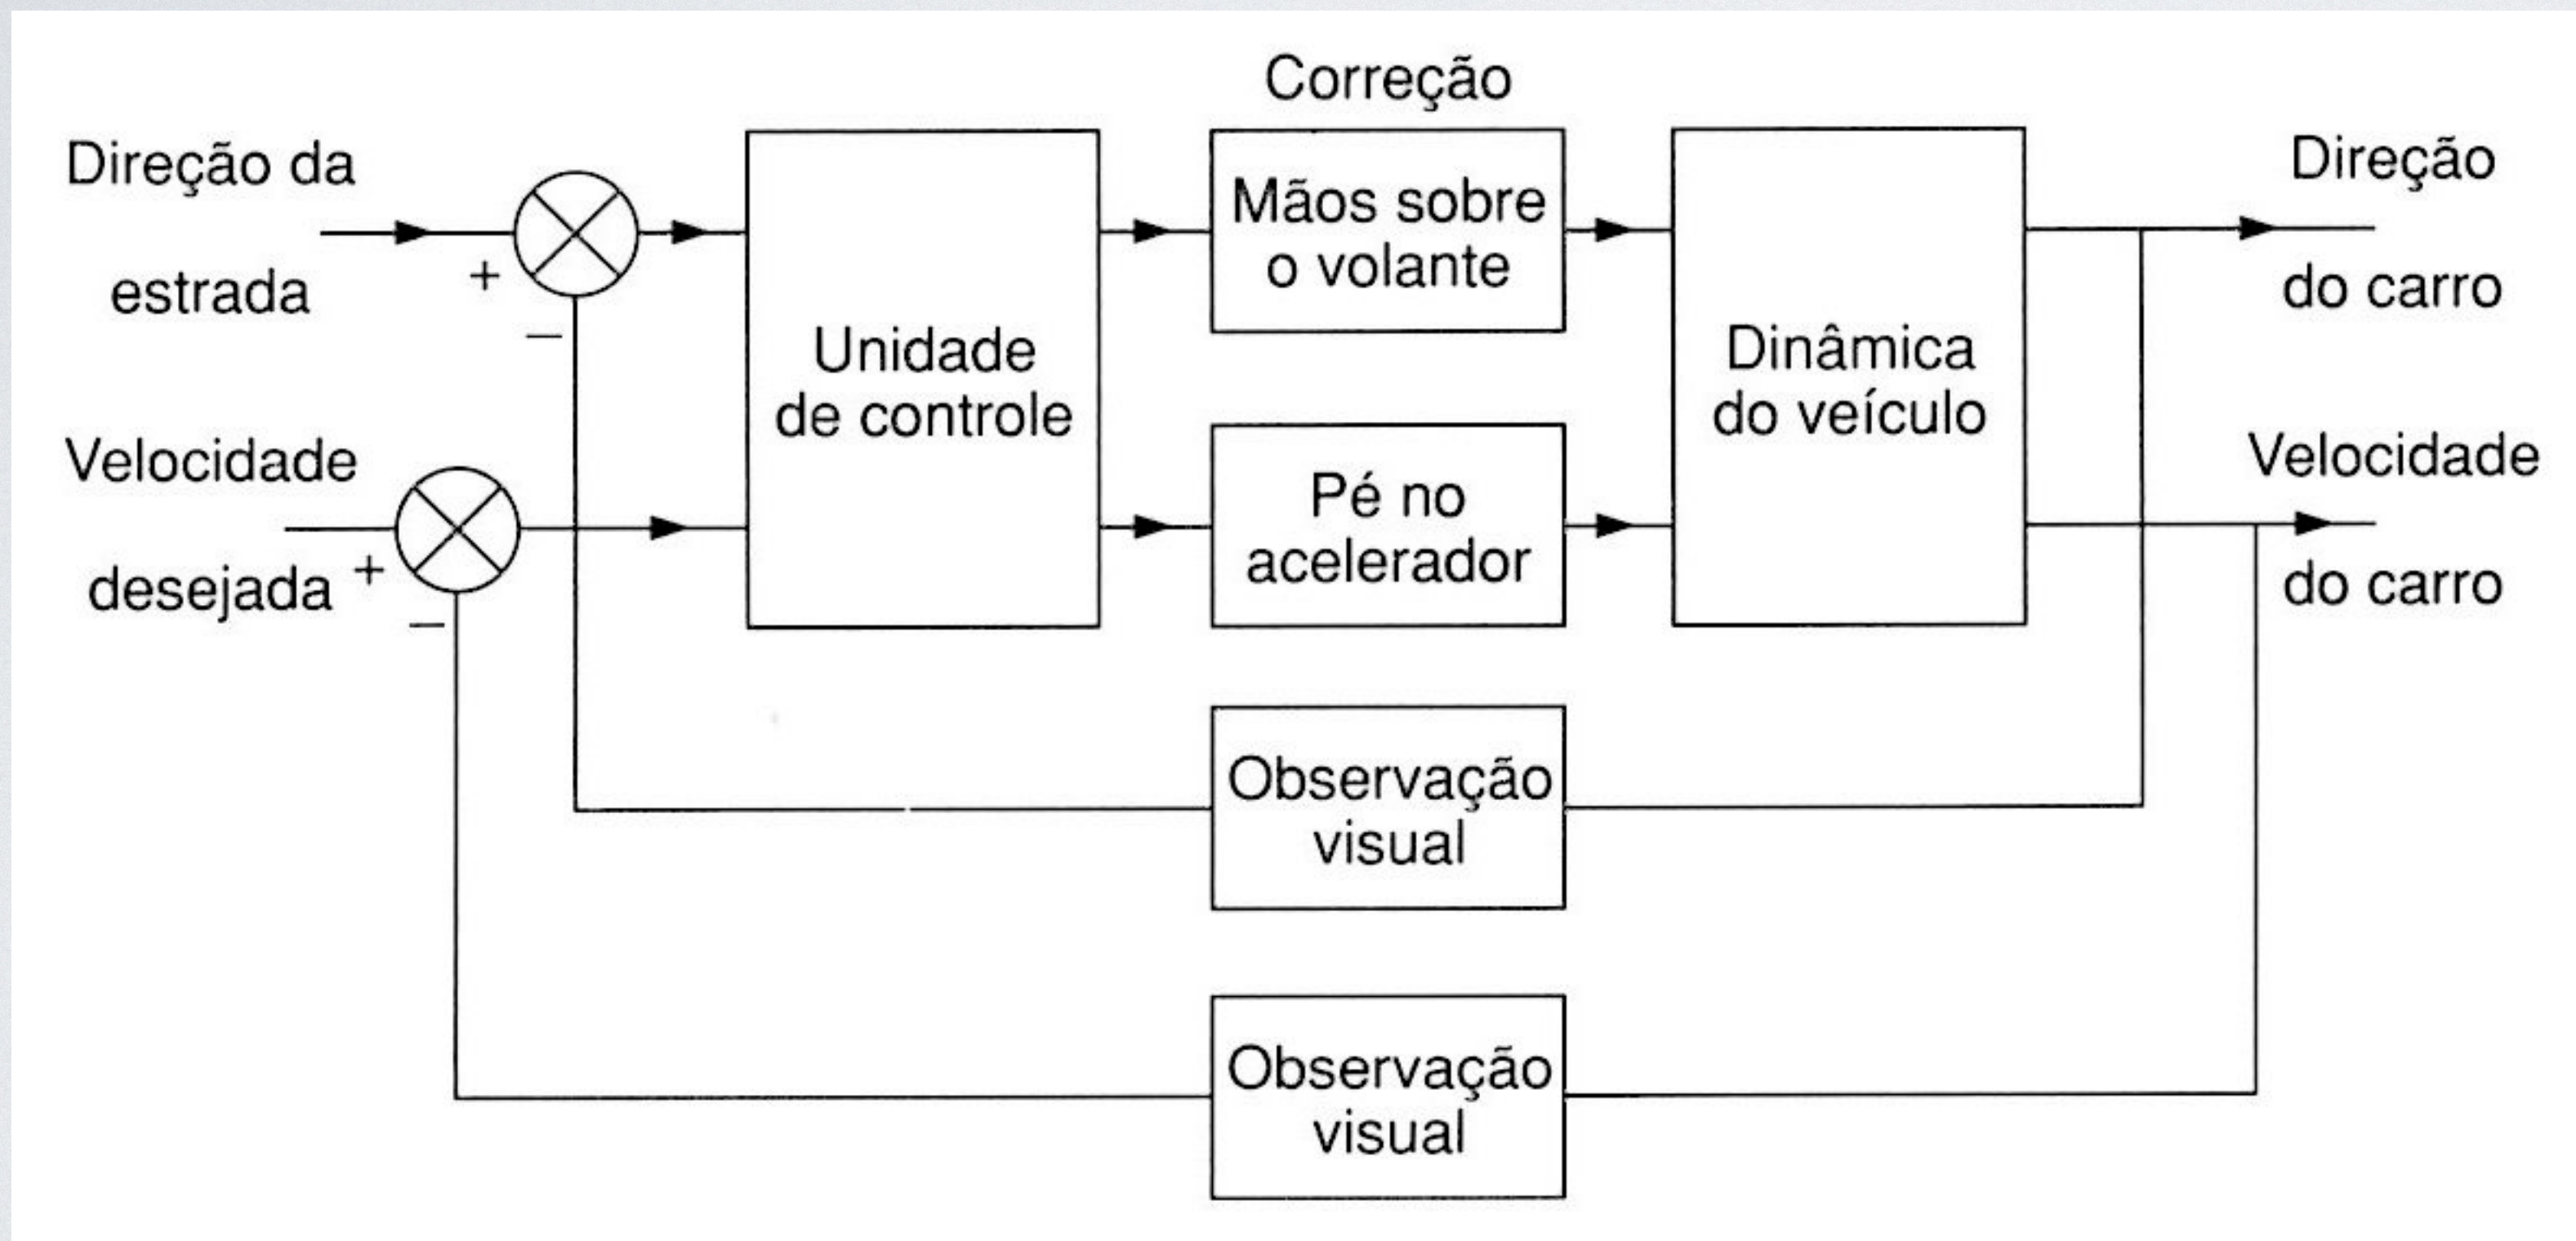 Correção
Direção da
estrada
+
−
Velocidade
desejada
+
−
Unidade
de controle
Mãos sobre
o volante
Pé no
acelerador
Dinâmica
do veículo
Direção
do carro
Velocidade
do carro
Observação
visual
Observação
visual